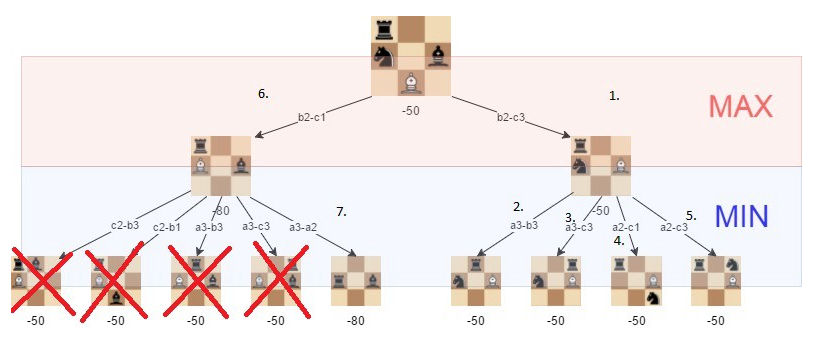 6.
1.
-50
MAX
b2-c1
b2-c3
-80
-50
MIN
2.
5.
7.
3.
c2-b3
c2-b1
a3-b3
a3-c3
a3-a2
a3-b3
a3-c3
a2-c1
a2-c3
4.
-50
-50
-50
-50
-80
-50
-50
-50
-50